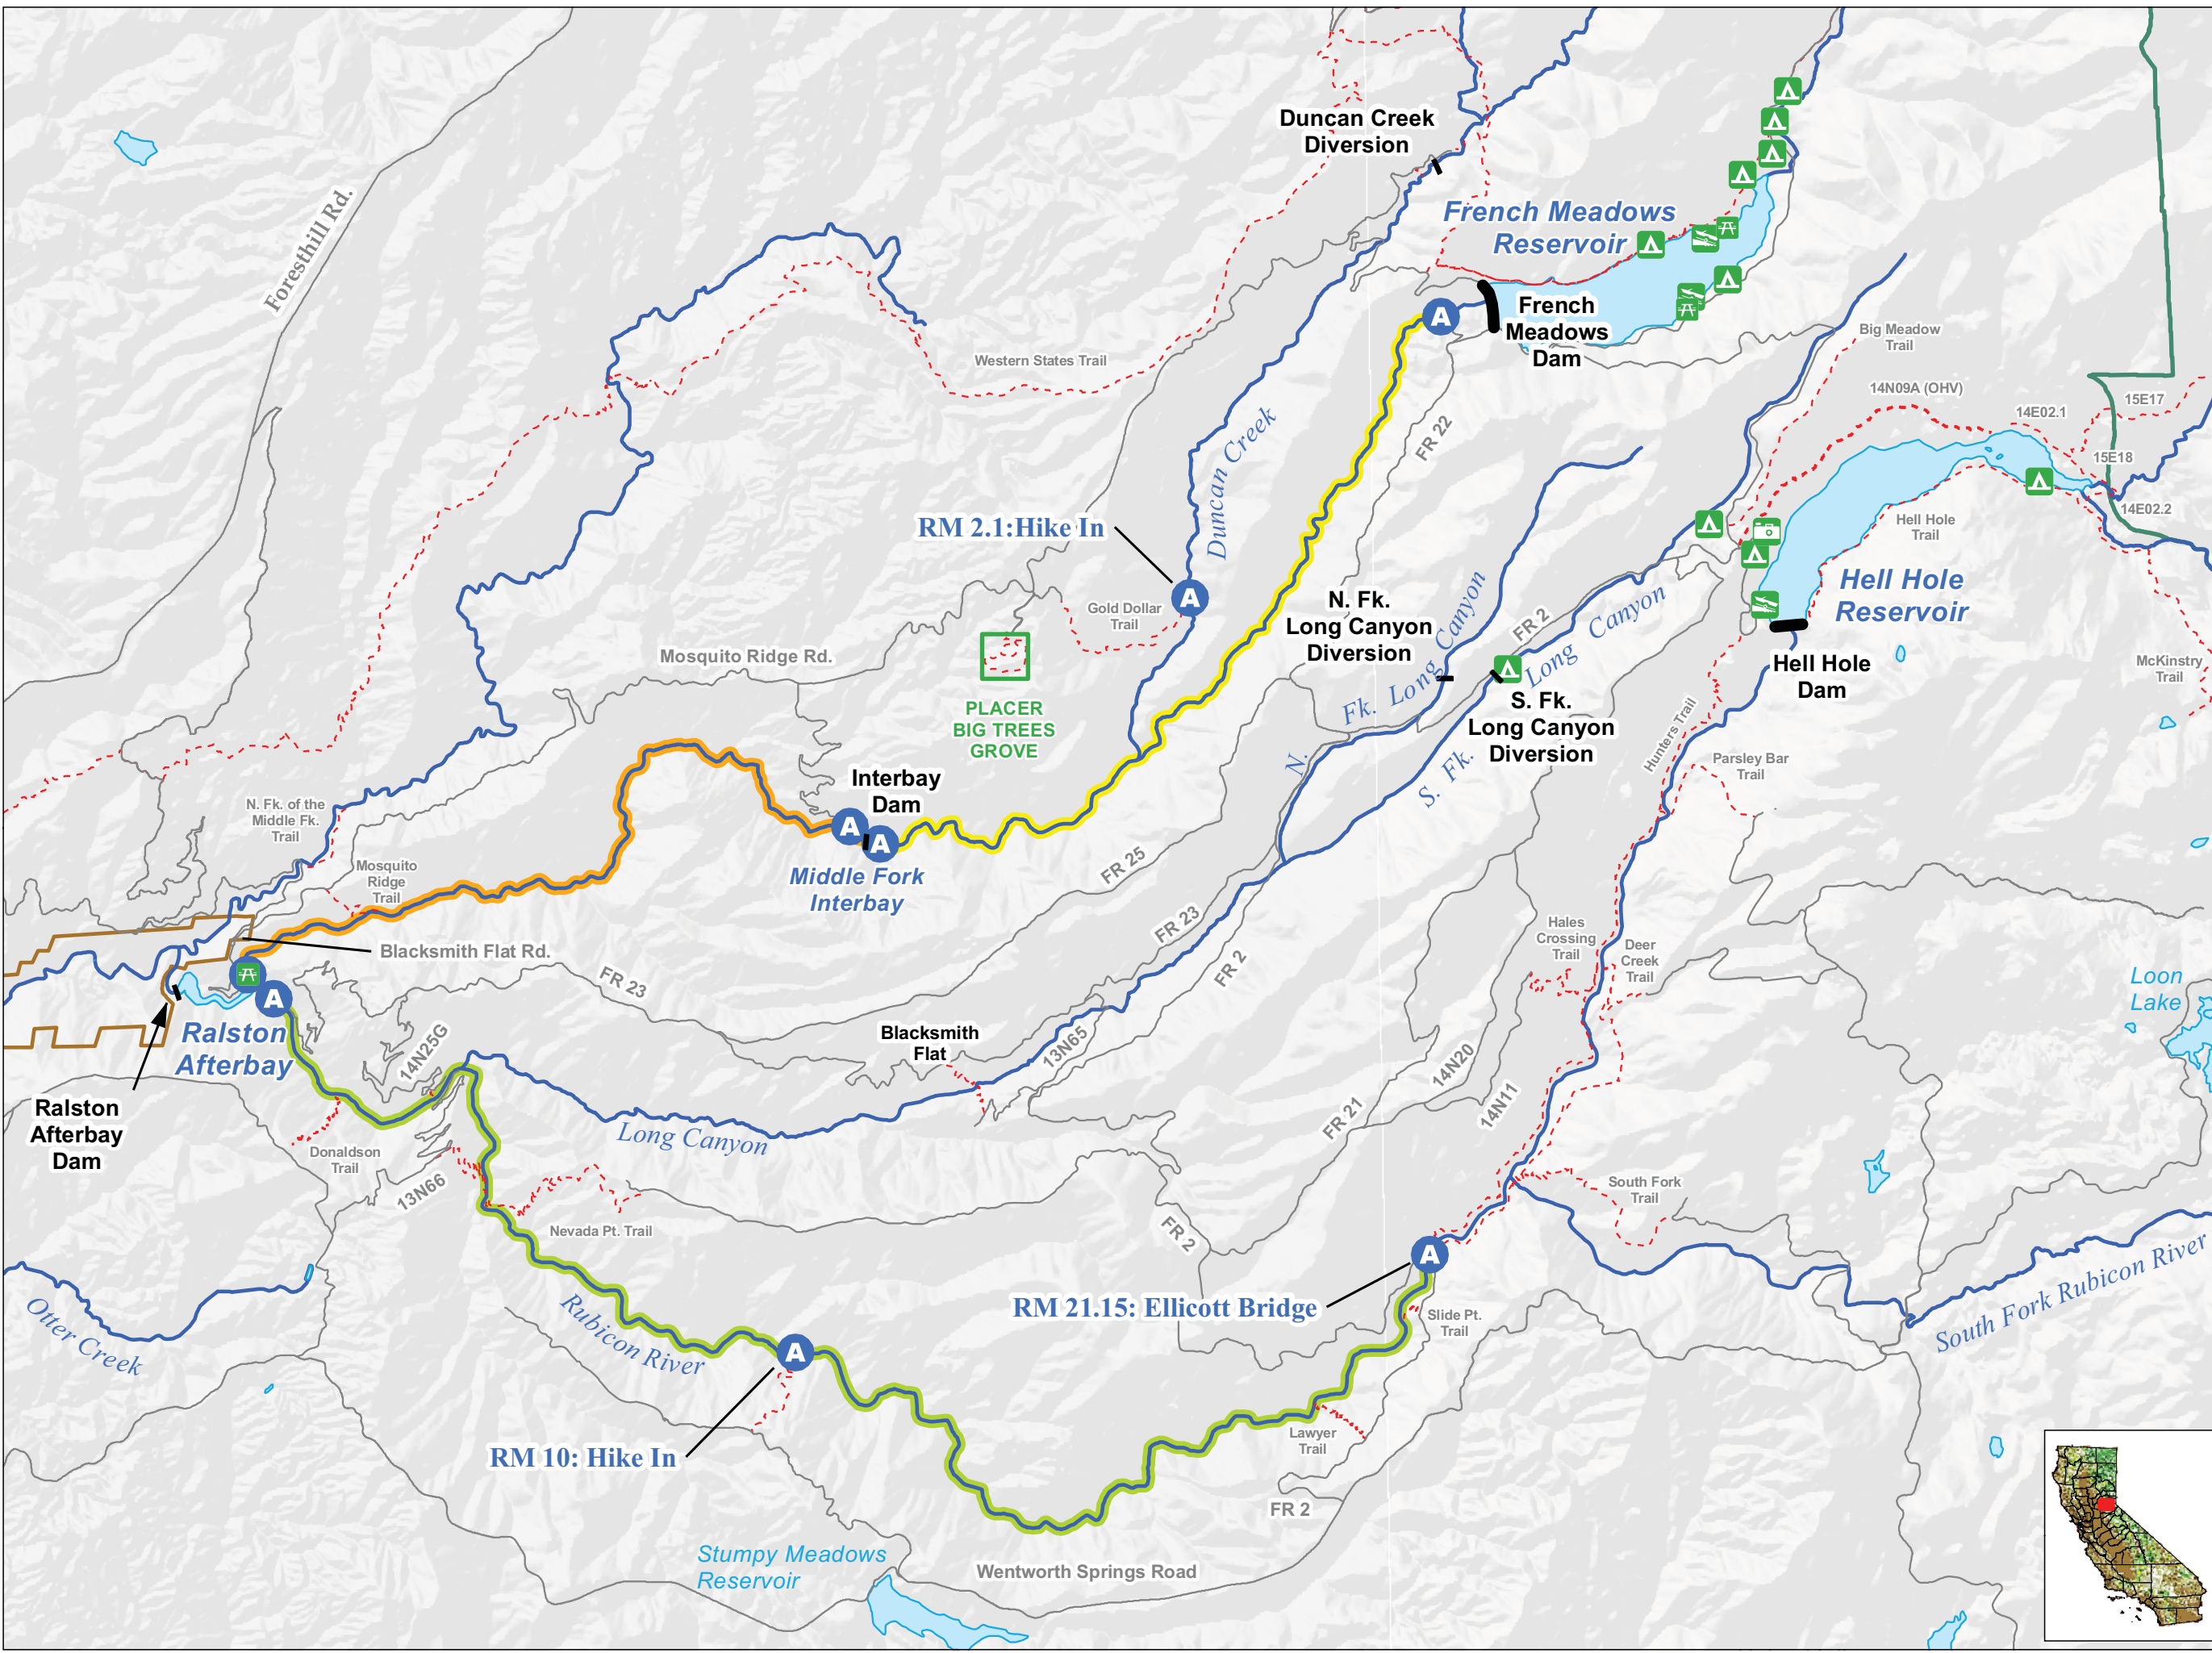 Duncan Creek
Diversion
French Meadows
Reservoir
French
Meadows
Dam
Foresthill Rd.
Western States Trail
Big Meadow
Trail
14N09A (OHV)
14E02.1
15E17
15E18
14E02.2
FR 22
Duncan Creek
RM 2.1:Hike In
Hell Hole
Trail
Hell Hole
Reservoir
Gold Dollar
Trail
N. Fk.
Long Canyon
Diversion
N. Fk. Long Canyon
FR 2
S. Fk. Long Canyon
Mosquito Ridge Rd.
Hell Hole
Dam
McKinstry
Trail
PLACER
BIG TREES
GROVE
S. Fk.
Long Canyon
Diversion
Hunters Trail
Parsley Bar
Trail
Interbay
Dam
N. Fk. of the
Middle Fk.
Trail
Mosquito
Ridge
Trail
Middle Fork
Interbay
FR 25
FR 23
Hales
Crossing
Trail
Deer
Creek
Trail
Blacksmith Flat Rd.
FR 23
FR 2
Loon
Lake
A
A
A
A
A
A
A
Ralston
Afterbay
Blacksmith
Flat
14N25G
13N65
14N20
14N11
FR 21
Ralston
Afterbay
Dam
Long Canyon
Donaldson
Trail
13N66
South Fork
Trail
Nevada Pt. Trail
FR 2
RM 21.15: Ellicott Bridge
Slide Pt.
Trail
South Fork Rubicon River
Otter Creek
Rubicon River
Lawyer
Trail
RM 10: Hike In
FR 2
Stumpy Meadows
Reservoir
Wentworth Springs Road